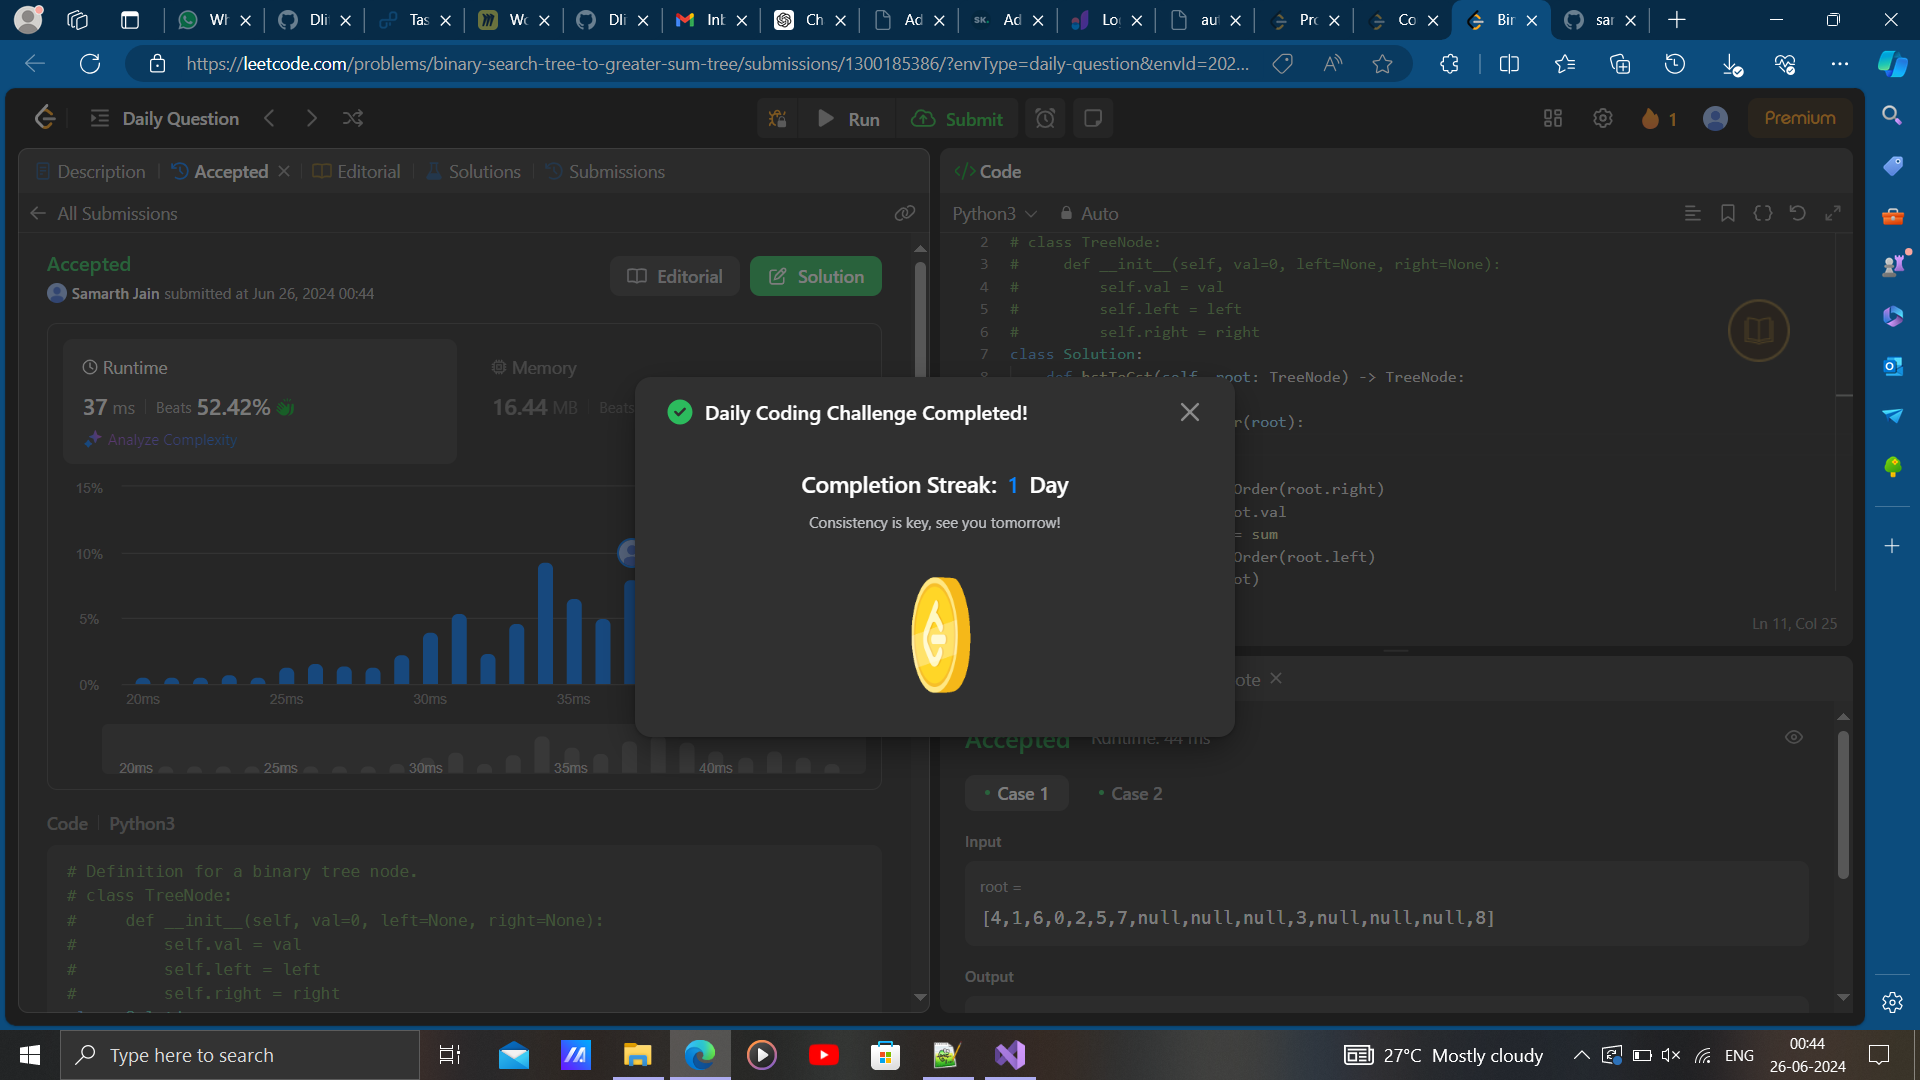 Wh
Dli
Tas
Wo
Dli
Inb
Ch
Ad
sk.
Ad
Lo
au
Pro
Co
Bin
sar
https://leetcode.com/problems/binary-search-tree-to-greater-sum-tree/submissions/1300185386/?envType=daily-question&envId=202...
Daily Question
Run
Submit
1
Premium
Description
Accepted
Editorial
Solutions
Submissions
All Submissions
Accepted
Samarth Jain submitted at Jun 26, 2024 00:44
Editorial
Solution
Runtime
37 ms
Beats 52.42%
Analyze Complexity
Memory
16.44 MB
Beats
15%
10%
5%
0%
20ms
25ms
30ms
35ms
20ms
25ms
30ms
35ms
40ms
Code
Python3
# Definition for a binary tree node.
# class TreeNode:
#     def __init__(self, val=0, left=None, right=None):
#         self.val = val
#         self.left = left
#         self.right = right
Daily Coding Challenge Completed!
Completion Streak: 1 Day
Consistency is key, see you tomorrow!
</> Code
Python3
Auto
2 # class TreeNode:
3 #     def __init__(self, val=0, left=None, right=None):
4 #         self.val = val
5 #         self.left = left
6 #         self.right = right
7 class Solution:
8 def bstToGst(self, root: TreeNode) -> TreeNode:
r(root):
Order(root.right)
ot.val
= sum
Order(root.left)
ot)
Ln 11, Col 25
ote
Accepted
Runtime: 44 ms
Case 1
Case 2
Input
root =
[4,1,6,0,2,5,7,null,null,null,3,null,null,null,8]
Output
Type here to search
27°C Mostly cloudy
ENG
00:44
26-06-2024